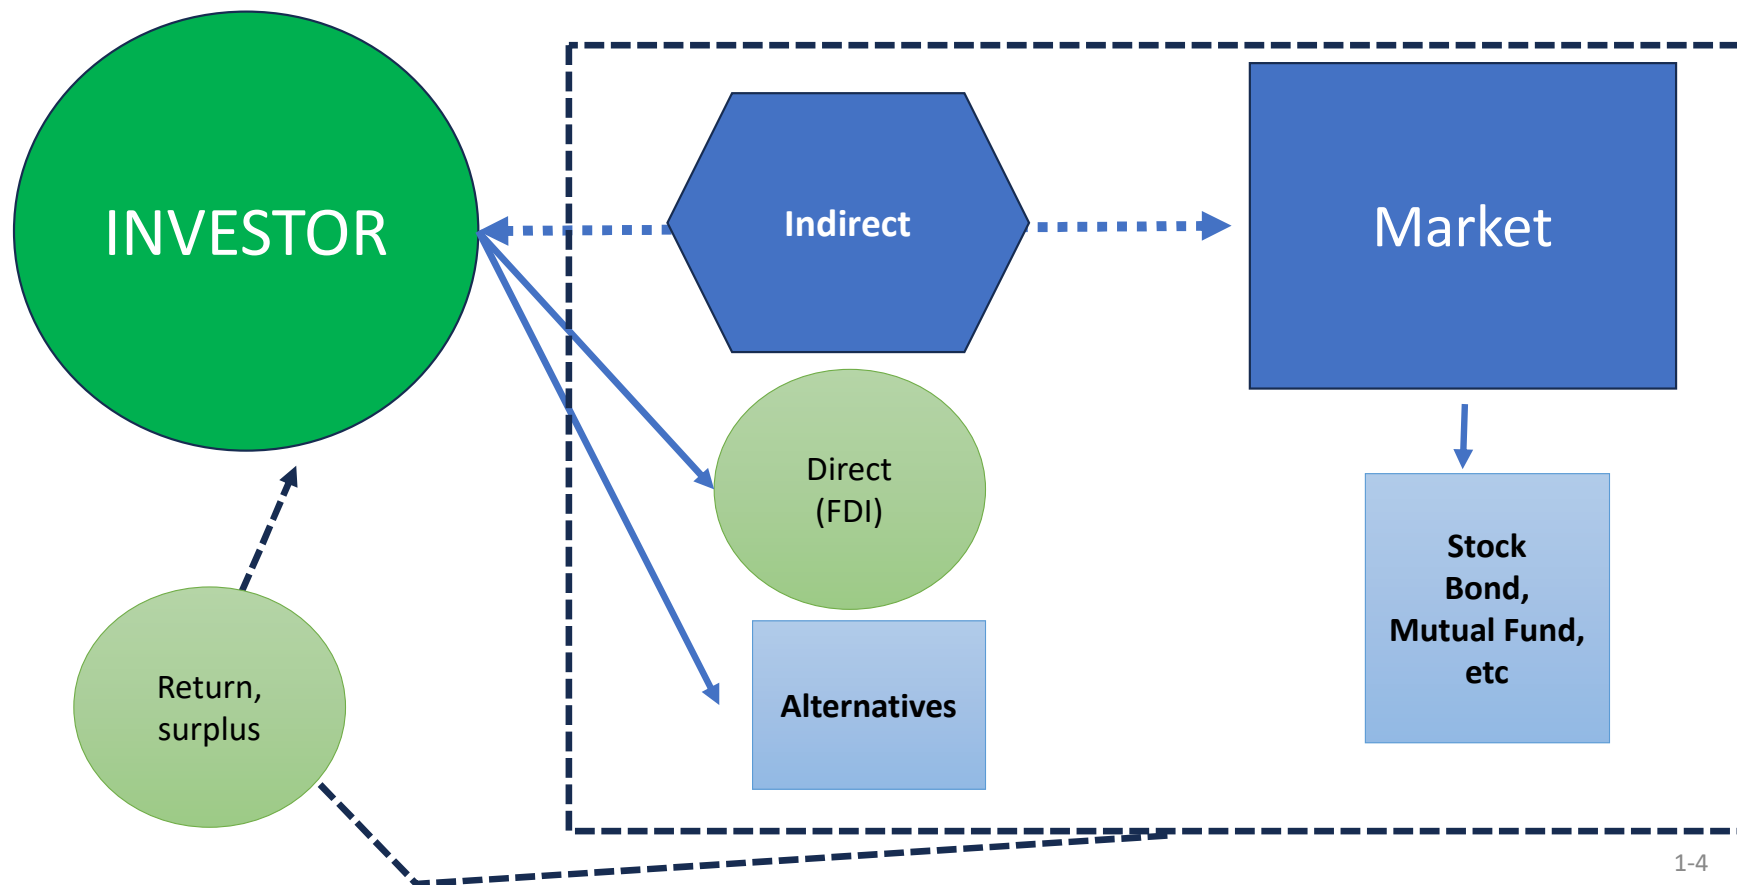 INVESTOR
Indirect
Market
Direct
(FDI)
Stock
Bond,
Mutual Fund,
etc
Return,
surplus
Alternatives
1-4